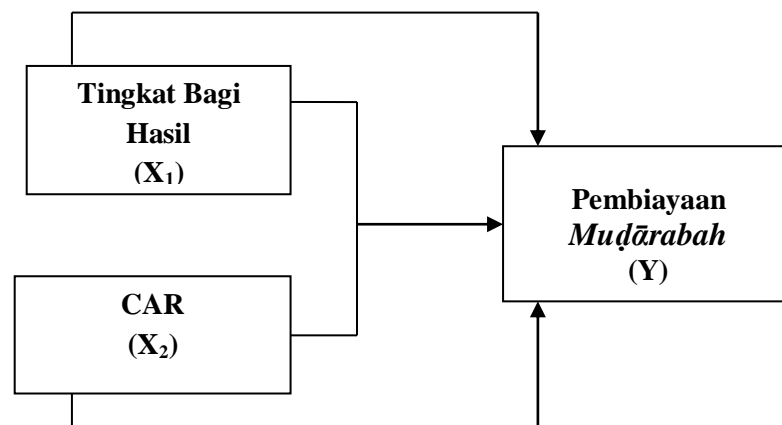 Tingkat Bagi
Hasil
(X₁)
Pembiayaan
Muḍārabah
(Y)
CAR
(X₂)